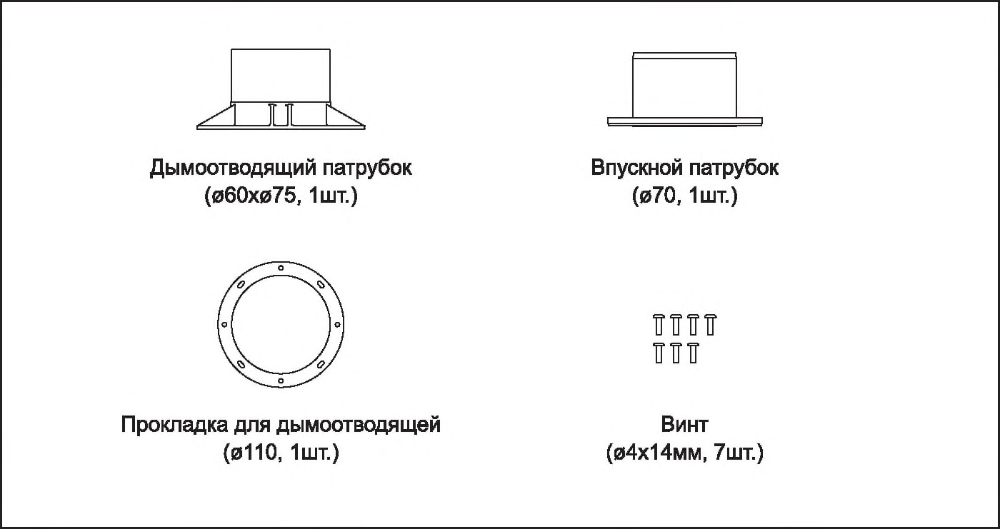 Дымоотводящий патрубок
(ø60xø75, 1шт.)
Впускной патрубок
(ø70, 1шт.)
Прокладка для дымоотводящей
(ø110, 1шт.)
Винт
(ø4x14мм, 7шт.)